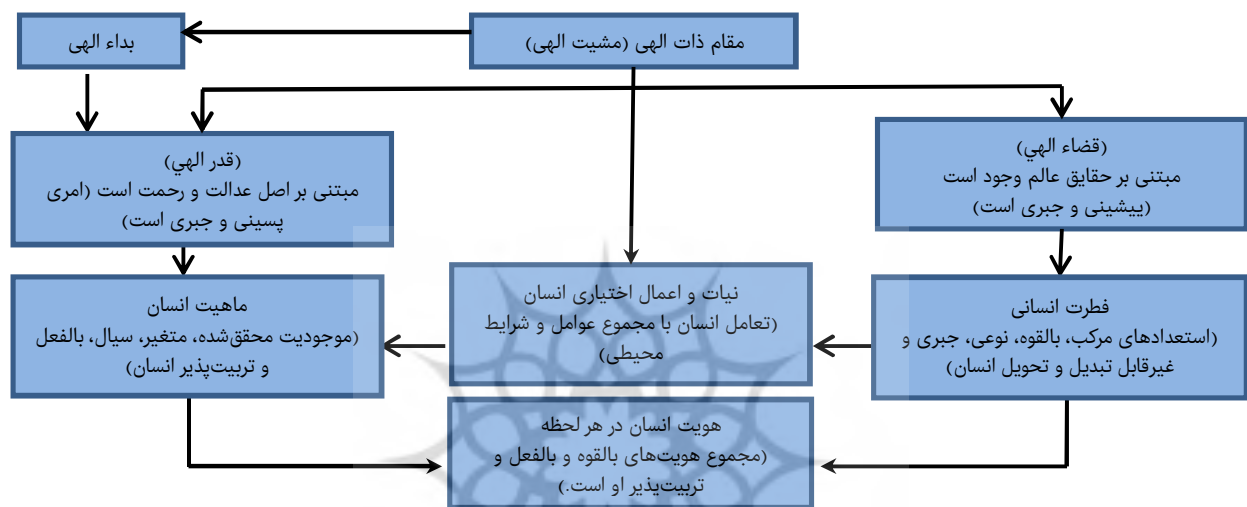 مقام ذات الهی (مشیت الهی)
بداء الهی
(قضاء الهي)
مبتنی بر حقایق عالم وجود است
(پیشینی و جبری است)
(قدر الهي)
مبتنی بر اصل عدالت و رحمت است (امری
پسینی و جبری است)
فطرت انسانی
(استعدادهای مرکب، بالقوه، نوعی، جبری و
غیرقابل تبدیل و تحویل انسان)
نیات و اعمال اختیاری انسان
(تعامل انسان با مجموع عوامل و شرایط
محیطی)
ماهیت انسان
(موجودیت محقق‌شده، متغیر، سیال، بالفعل
و تربیت‌پذیر انسان)
هویت انسان در هر لحظه
(مجموع هویت‌های بالقوه و بالفعل و
تربیت‌پذیر او است.)